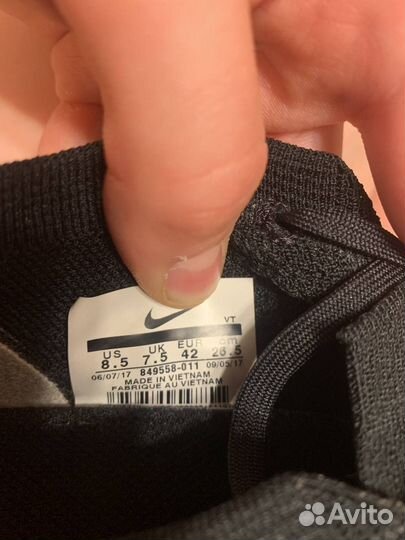 VT
US UK EUR cm
8.5 7.5 42 26.5
06/07/17 849558-011 09/05/17
MADE IN VIETNAM
FABRIQUE AU VIETNAM
Avito